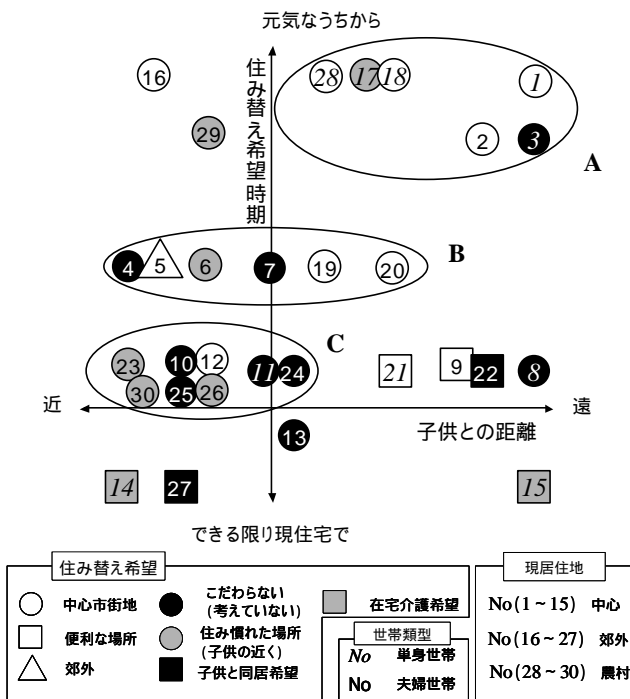 元気なうちから
住み替え希望時期
16
28
17
18
1
29
2
3
A
4
5
6
7
19
20
B
23
10
12
11
24
C
30
25
26
21
9
22
8
近
遠
13
子供との距離
14
27
15
できる限り現住宅で
住み替え希望
中心市街地
こだわらない
(考えていない)
在宅介護希望
便利な場所
住み慣れた場所
(子供の近く)
郊外
子供と同居希望
世帯類型
No 単身世帯
No 夫婦世帯
現居住地
No(1~15) 中心
No(16~27) 郊外
No(28~30) 農村